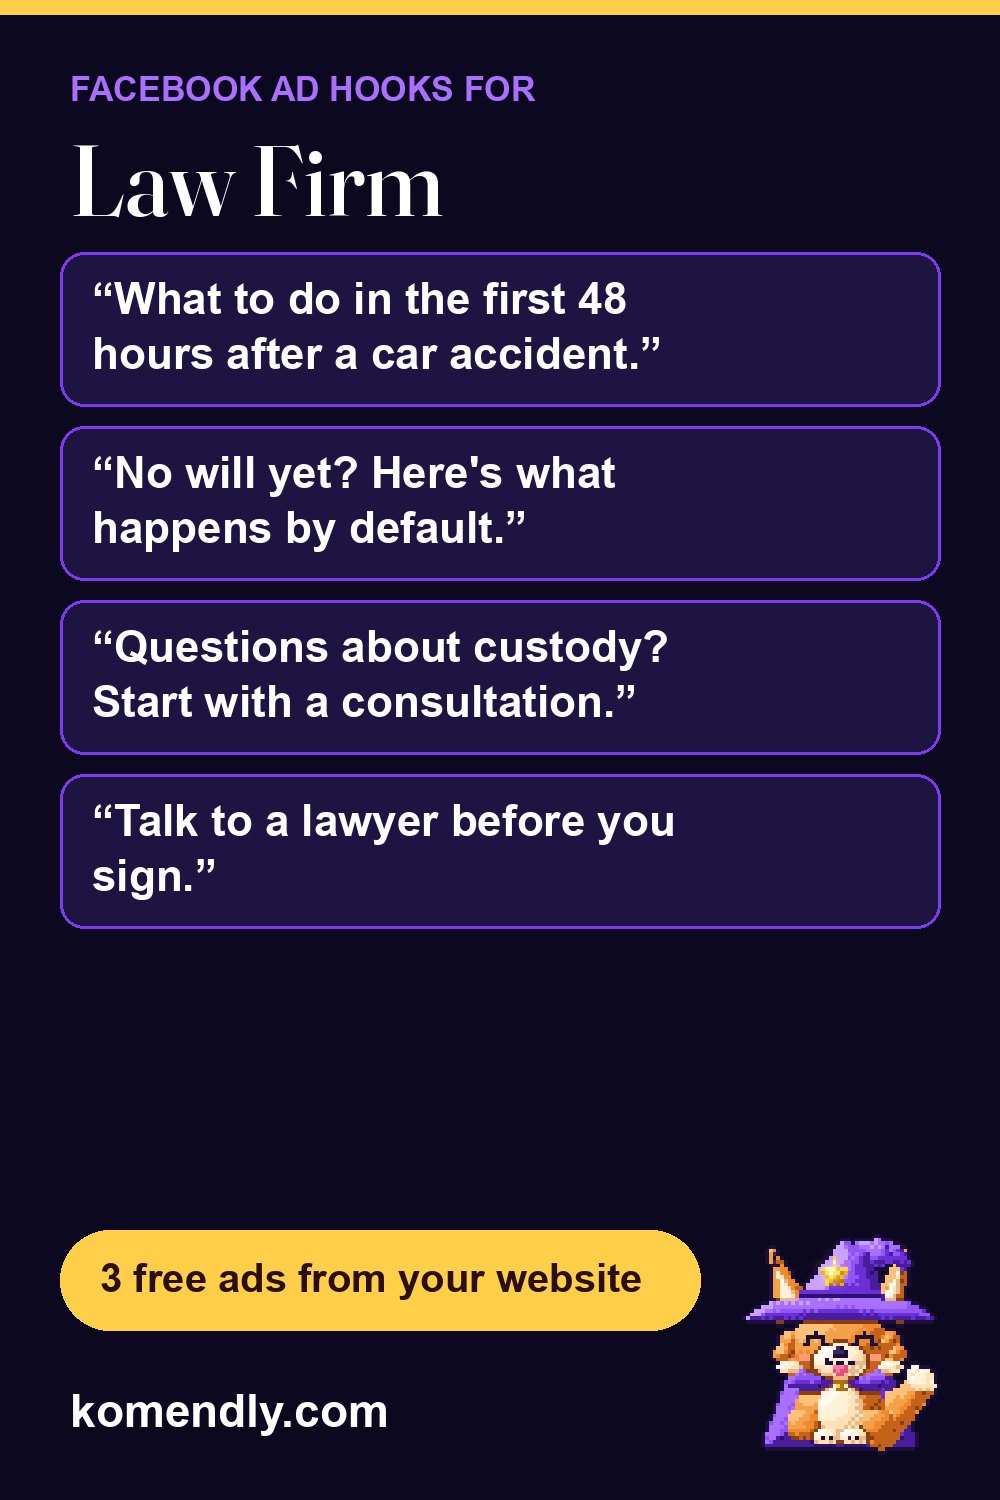 FACEBOOK AD HOOKS FOR
Law Firm
“What to do in the first 48
hours after a car accident.”
“No will yet? Here's what
happens by default.”
“Questions about custody?
Start with a consultation.”
“Talk to a lawyer before you
sign.”
3 free ads from your website
komendly.com